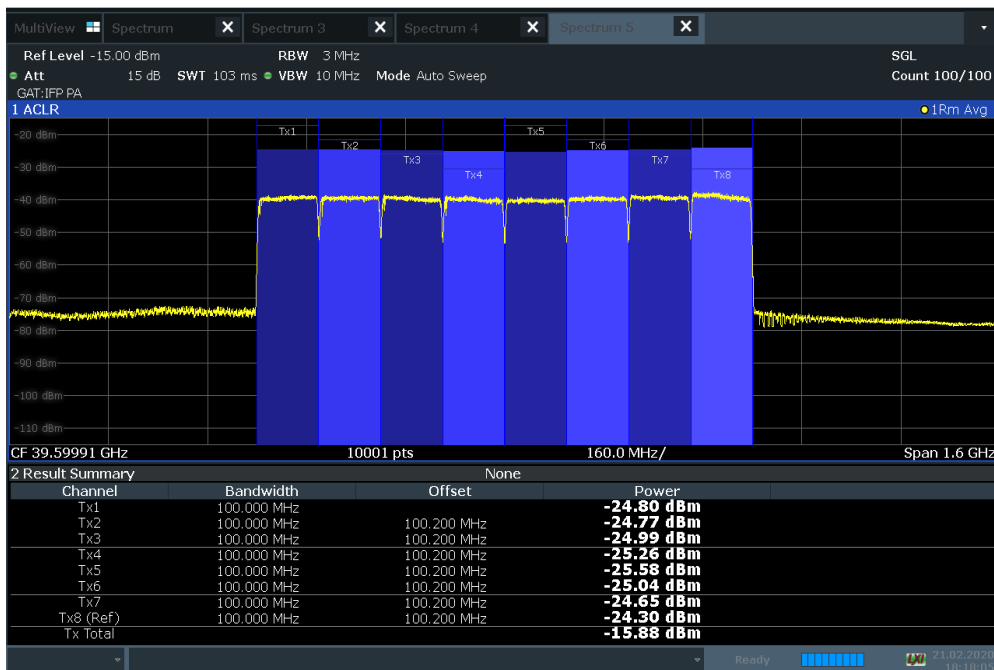 MultiView Spectrum X Spectrum 3 X Spectrum 4 X Spectrum 5 X
Ref Level -15.00 dBm RBW 3 MHz SGL
Att 15 dB SWT 103 ms VBW 10 MHz Mode Auto Sweep Count 100/100
GAT:IFP PA
1 ACLR 1Rm Avg
Tx1 Tx5
-20 dBm
Tx2 Tx6
Tx3 Tx7
-30 dBm
Tx4 Tx8
-40 dBm
-50 dBm
-60 dBm
-70 dBm
-80 dBm
-90 dBm
-100 dBm
-110 dBm
CF 39.59991 GHz 10001 pts 160.0 MHz/ Span 1.6 GHz
2 Result Summary None
Channel Bandwidth Offset Power
Tx1 100.000 MHz -24.80 dBm
Tx2 100.000 MHz 100.200 MHz -24.77 dBm
Tx3 100.000 MHz 100.200 MHz -24.99 dBm
Tx4 100.000 MHz 100.200 MHz -25.26 dBm
Tx5 100.000 MHz 100.200 MHz -25.58 dBm
Tx6 100.000 MHz 100.200 MHz -25.04 dBm
Tx7 100.000 MHz 100.200 MHz -24.65 dBm
Tx8 (Ref) 100.000 MHz 100.200 MHz -24.30 dBm
Tx Total -15.88 dBm
Ready 21.02.2020
18:18:05